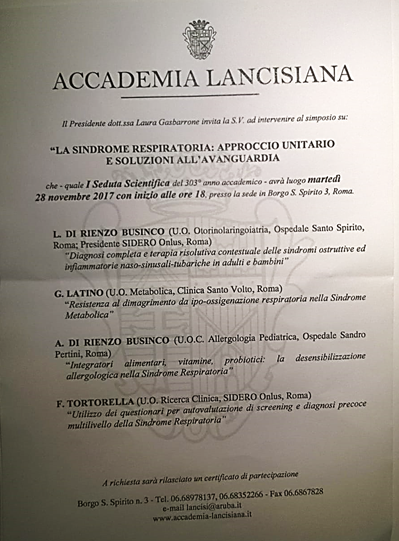 ACCADEMIA LANCISIANA
Il Presidente dott.ssa Laura Gasbarrone invita la S.V. ad intervenire al simposio su:
"LA SINDROME RESPIRATORIA: APPROCCIO UNITARIO
E SOLUZIONI ALL'AVANGUARDIA
che - quale I Seduta Scientifica del 303° anno accademico - avrà luogo martedì
28 novembre 2017 con inizio alle ore 18, presso la sede in Borgo S. Spirito 3, Roma.
L. DI RIENZO BUSINCO (U.O. Otorinolaringoiatria, Ospedale Santo Spirito,
Roma; Presidente SIDERO Onlus, Roma)
"Diagnosi completa e terapia risolutiva contestuale delle sindromi ostruttive ed
infiammatorie naso-sinusali-tubariche in adulti e bambini"
G. LATINO (U.O. Metabolica, Clinica Santo Volto, Roma)
"Resistenza al dimagrimento da ipo-ossigenazione respiratoria nella Sindrome
Metabolica"
A. DI RIENZO BUSINCO (U.O.C. Allergologia Pediatrica, Ospedale Sandro
Pertini, Roma)
"Integratori alimentari, vitamine, probiotici: la desensibilizzazione
allergologica nella Sindrome Respiratoria"
F. TORTORELLA (U.O. Ricerca Clinica, SIDERO Onlus, Roma)
"Utilizzo dei questionari per autovalutazione di screening e diagnosi precoce
multilivello della Sindrome Respiratoria"
A richiesta sarà rilasciato un certificato di partecipazione
Borgo S. Spirito n. 3 - Tel. 06.68978137, 06.68352266 - Fax 06.6867828
e-mail lancisi@aruba.it
www.accademia-lancisiana.it